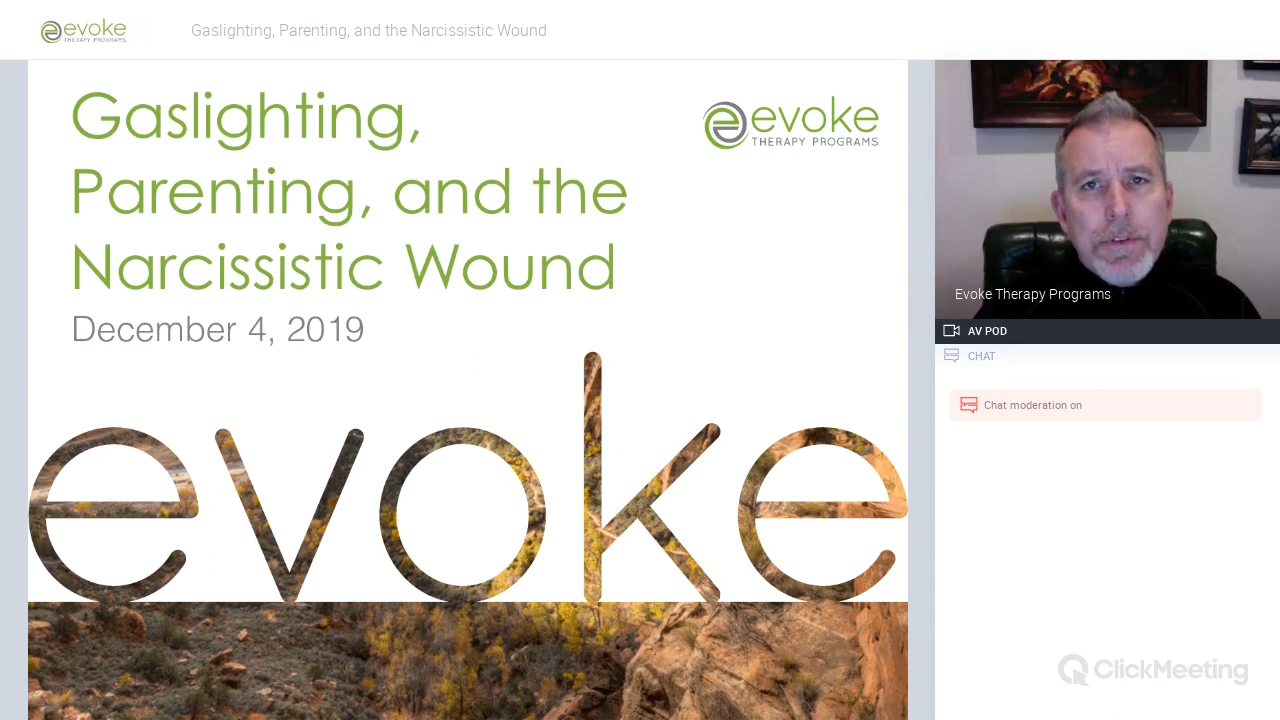 evoke
THERAPY PROGRAMS
Gaslighting, Parenting, and the Narcissistic Wound
Gaslighting,
Parenting, and the
Narcissistic Wound
December 4, 2019
evoke
THERAPY PROGRAMS
evoke
Evoke Therapy Programs
AV POD
CHAT
Chat moderation on
ClickMeeting